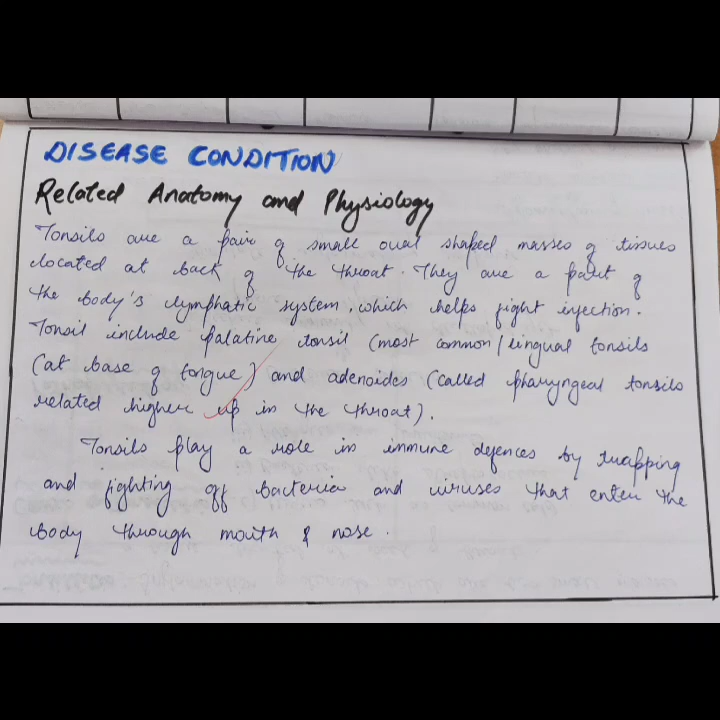 DISEASE CONDITION
Related Anatomy and Physiology
Tonsils are a pair of small oval shaped masses of tissues
located at back of the throat. They are a part of
the body's lymphatic system, which helps fight infection.
Tonsil include palatine tonsil (most common / lingual tonsils
(at base of tongue) and adenoids (called pharyngeal tonsils
related higher up in the throat).
Tonsils play a role in immune defences by trapping
and fighting off bacteria and viruses that enter the
body through mouth & nose.